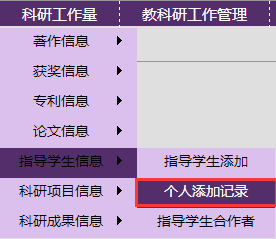 科研工作量 教科研工作管理
著作信息
获奖信息
专利信息
论文信息
指导学生信息 指导学生添加
科研项目信息 个人添加记录
科研成果信息 指导学生合作者